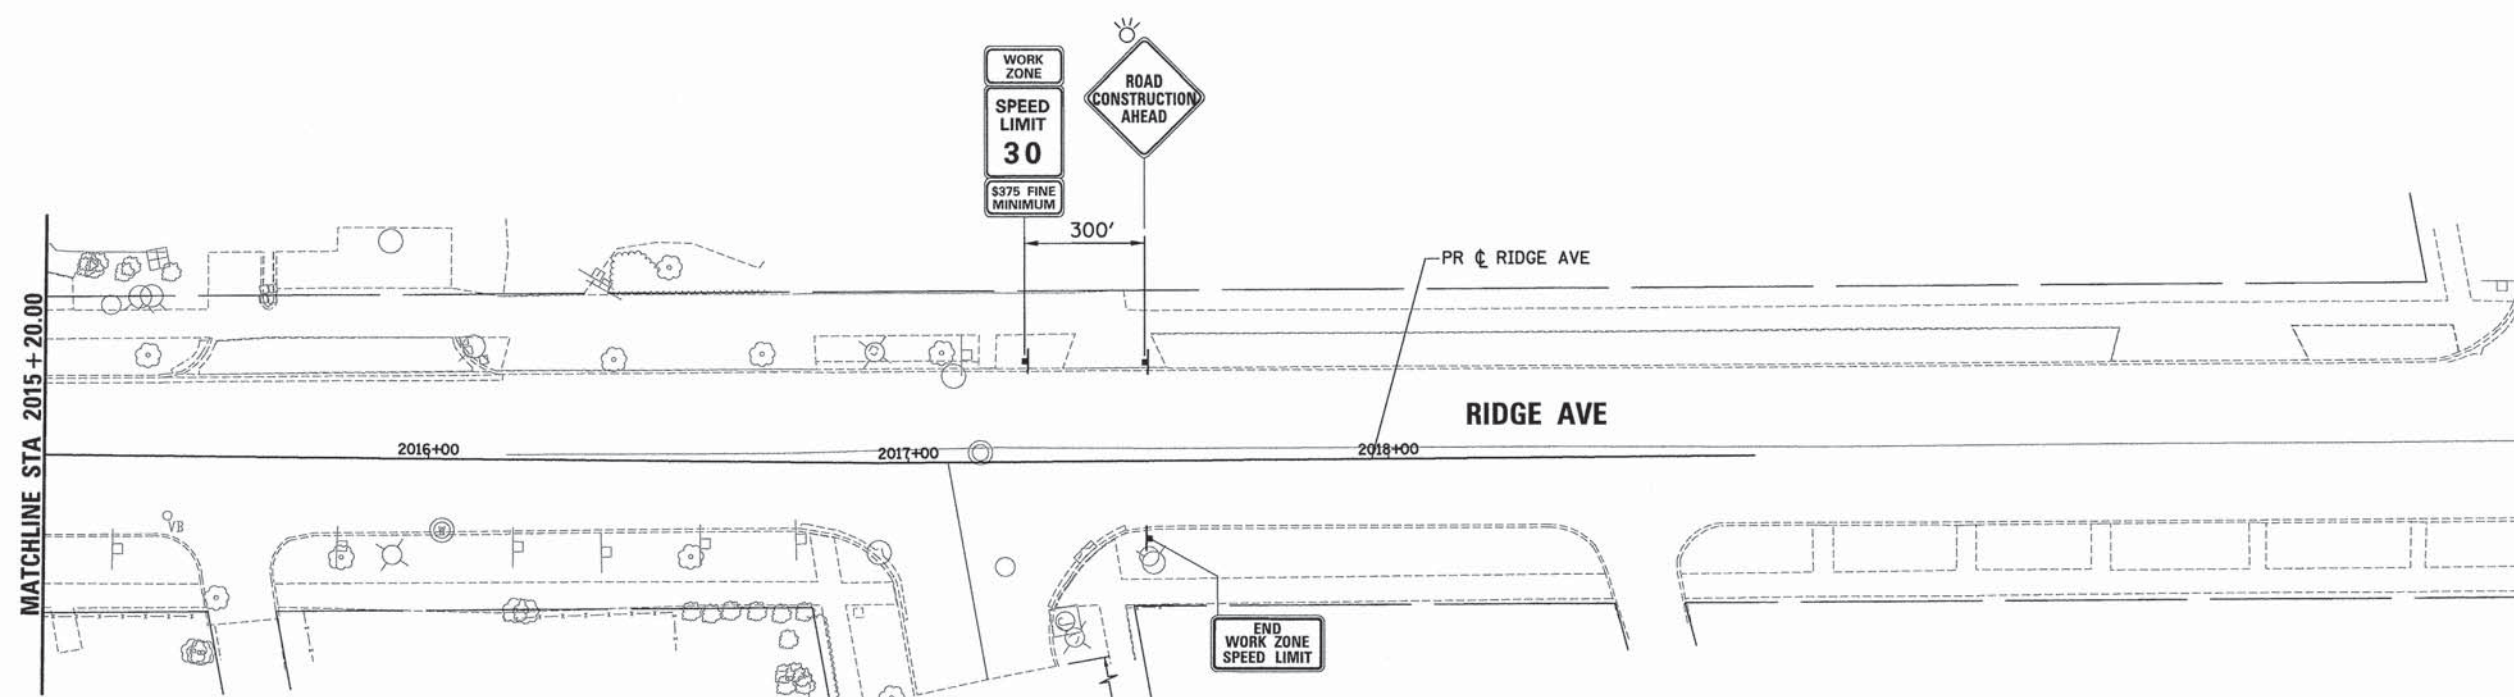 WORK
ZONE
SPEED
LIMIT
30
$375 FINE
MINIMUM
ROAD
CONSTRUCTION
AHEAD
300'
PR ℄ RIDGE AVE
MATCHLINE STA 2015+20.00
RIDGE AVE
2016+00
2017+00
2018+00
VB
W
END
WORK ZONE
SPEED LIMIT